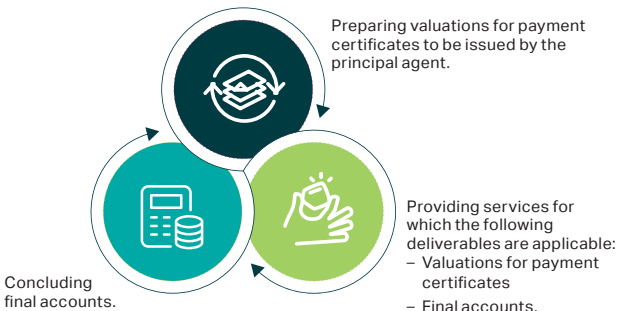 Preparing valuations for payment
certificates to be issued by the
principal agent.
Providing services for
which the following
deliverables are applicable:
– Valuations for payment
certificates
– Final accounts.
Concluding
final accounts.